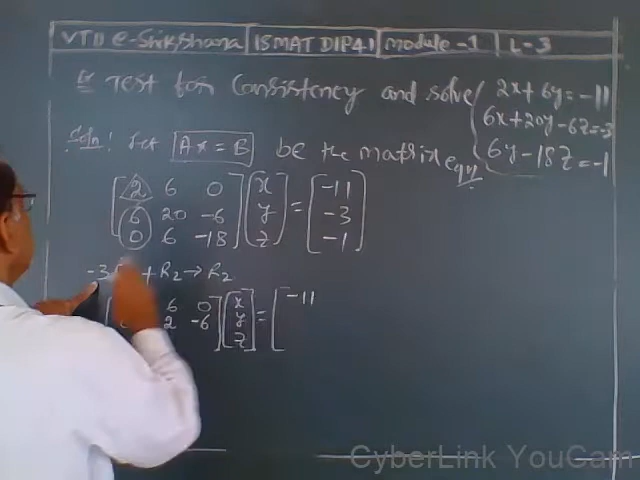 VTU e-Shikshana 15MAT DIP41 module-1 L-3
Test for Consistency and solve 2x + 6y = -11
6x + 20y - 6z = -3
6y - 18z = -1
Soln: Let AX = B be the matrix eqn
2 6 0 x -11
6 20 -6 y = -3
0 6 -18 z -1
-3 + R2 → R2
6 0 x -11
2 -6 y =
z
CyberLink YouCam